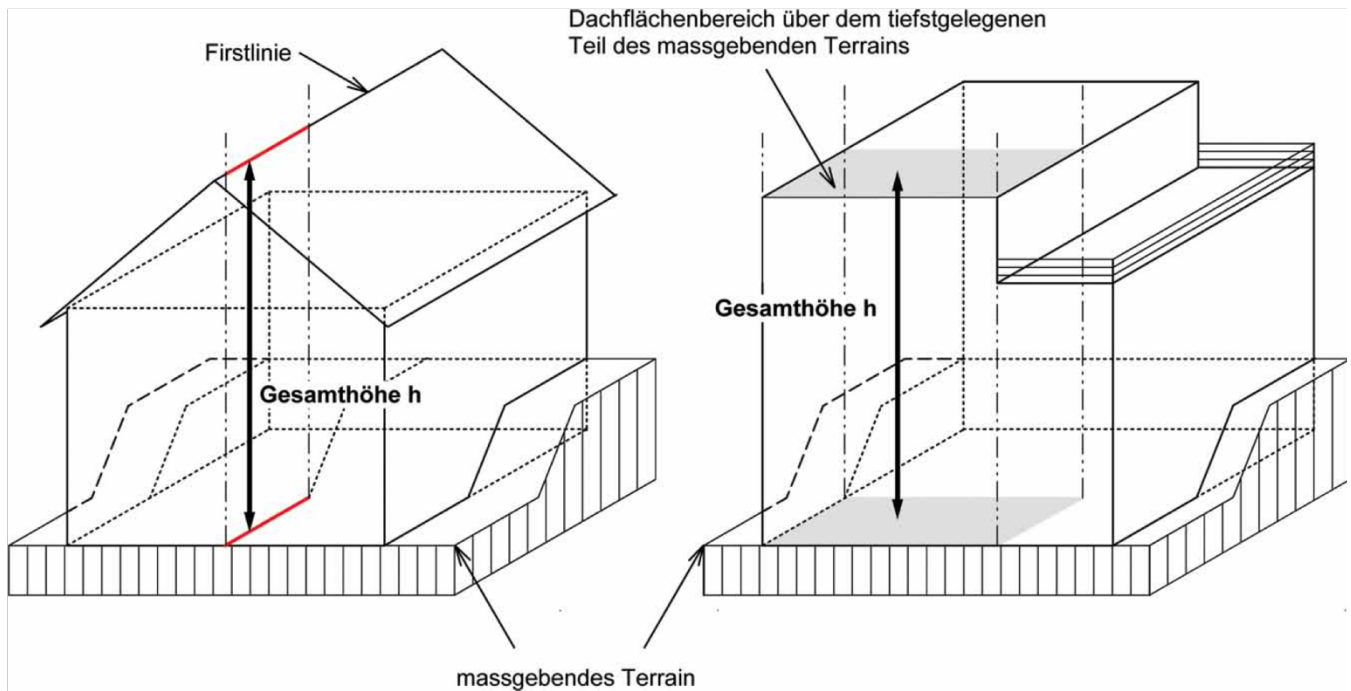 Firstlinie
Dachflächenbereich über dem tiefstgelegenen
Teil des massgebenden Terrains
Gesamthöhe h
Gesamthöhe h
massgebendes Terrain